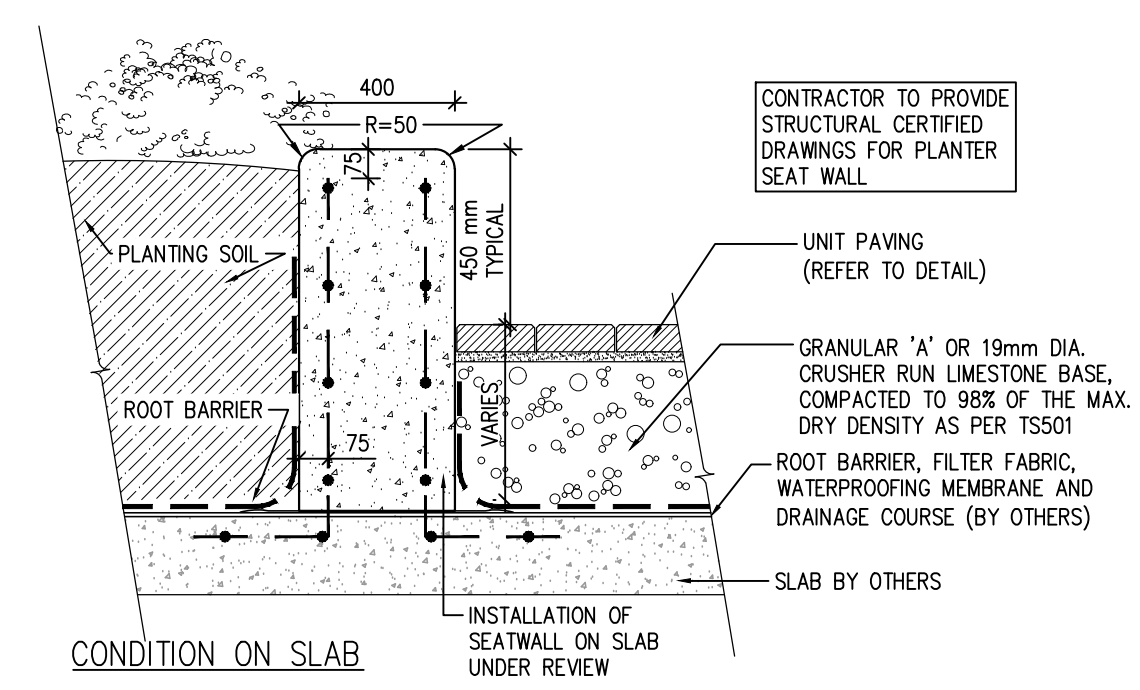 400
R=50
75
450 mm
TYPICAL
CONTRACTOR TO PROVIDE
STRUCTURAL CERTIFIED
DRAWINGS FOR PLANTER
SEAT WALL
PLANTING SOIL
UNIT PAVING
(REFER TO DETAIL)
GRANULAR 'A' OR 19mm DIA.
CRUSHER RUN LIMESTONE BASE,
COMPACTED TO 98% OF THE MAX.
DRY DENSITY AS PER TS501
ROOT BARRIER
75
VARIES
ROOT BARRIER, FILTER FABRIC,
WATERPROOFING MEMBRANE AND
DRAINAGE COURSE (BY OTHERS)
SLAB BY OTHERS
INSTALLATION OF
SEATWALL ON SLAB
UNDER REVIEW
CONDITION ON SLAB